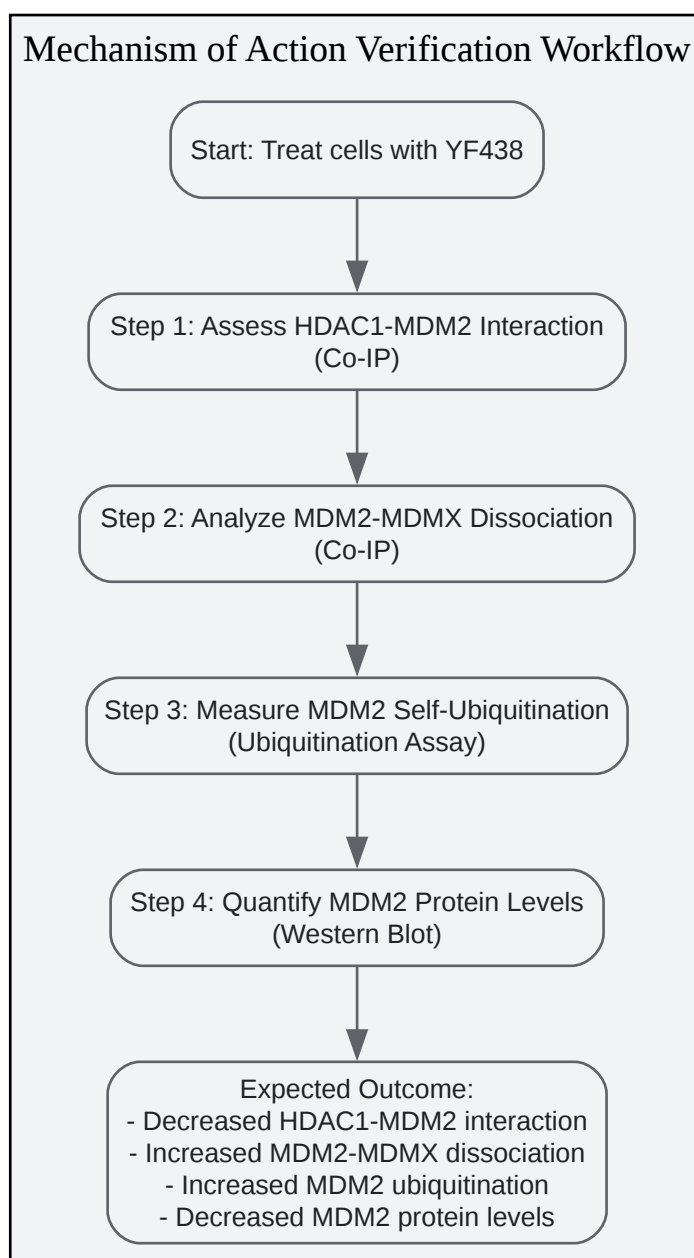 Mechanism of Action Verification Workflow
Start: Treat cells with YF438
Step 1: Assess HDAC1-MDM2 Interaction
(Co-IP)
Step 2: Analyze MDM2-MDMX Dissociation
(Co-IP)
Step 3: Measure MDM2 Self-Ubiquitination
(Ubiquitination Assay)
Step 4: Quantify MDM2 Protein Levels
(Western Blot)
Expected Outcome:
- Decreased HDAC1-MDM2 interaction
- Increased MDM2-MDMX dissociation
- Increased MDM2 ubiquitination
- Decreased MDM2 protein levels